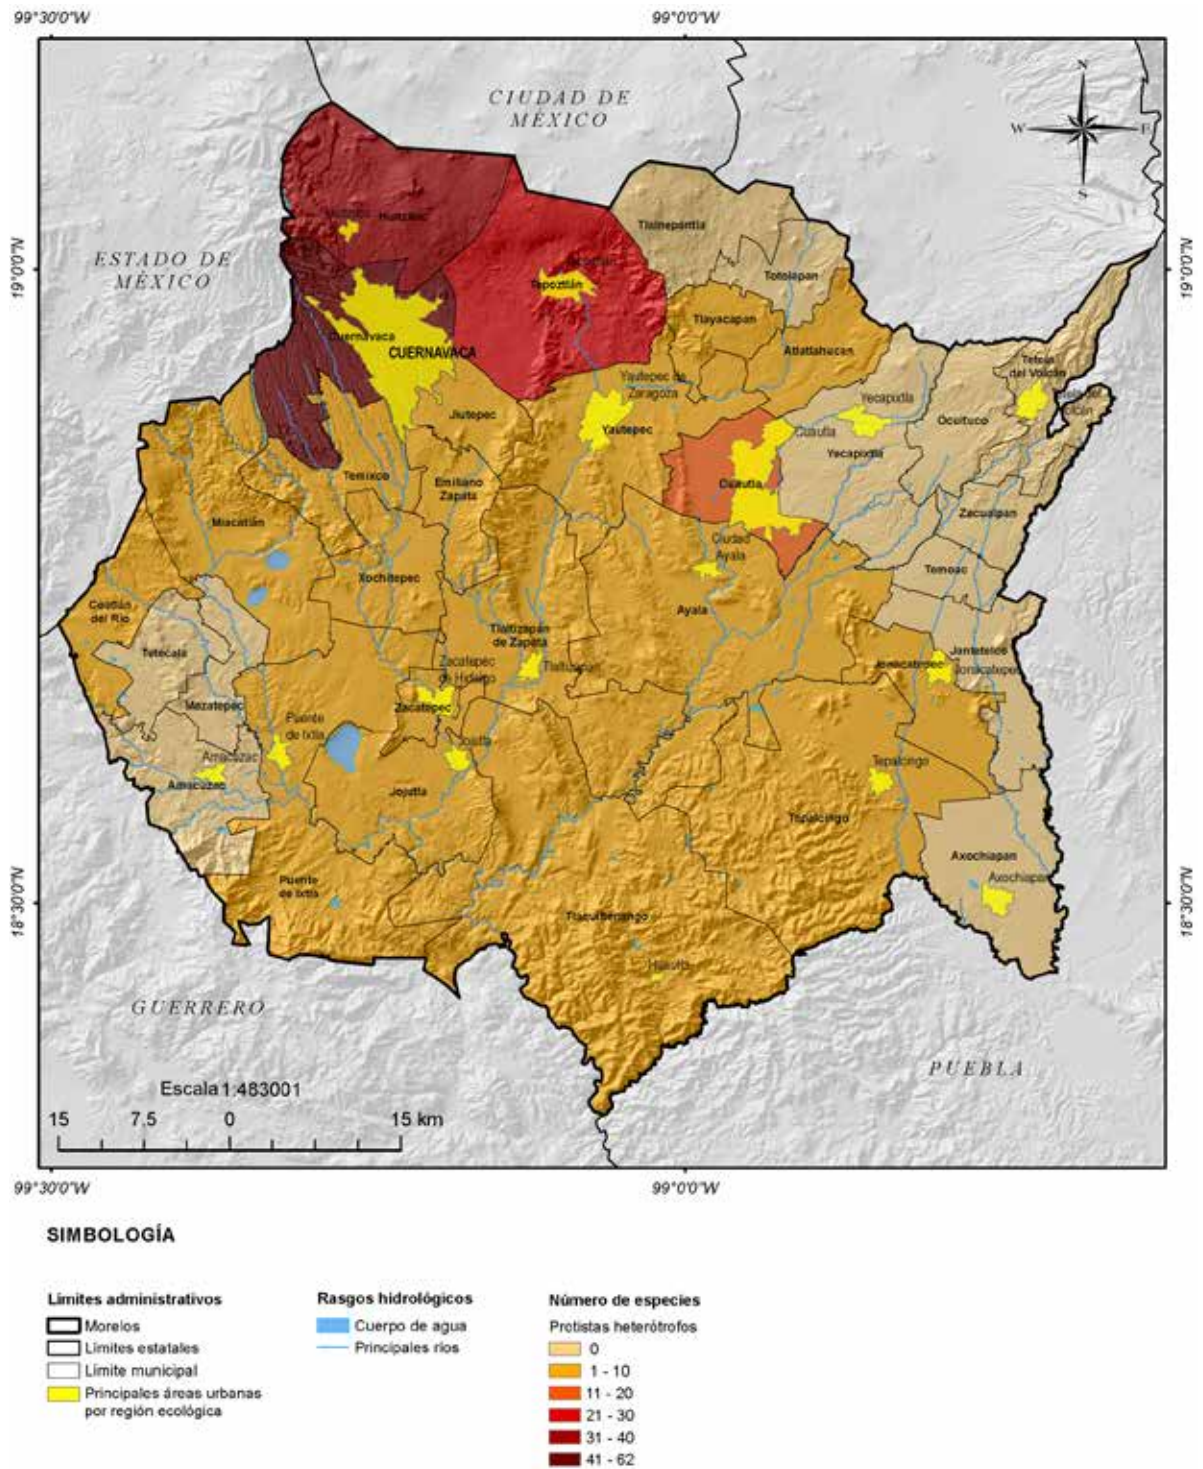 99°30'0"W
99°0'0"W
CIUDAD DE
MÉXICO
N
W
E
S
ESTADO DE
MÉXICO
19°0'0"N
19°0'0"N
Huitzilac
Tlalnepantla
Totolapan
Tepoztlán
Tlayacapan
Atlatlahucan
Cuernavaca
CUERNAVACA
Yautepec de
Zaragoza
Yautepec
Jiutepec
Yecapixtla
Yecapixtla
Tetela
del Volcán
Ocuituco
Cuautla
Cuautla
Temixco
Emiliano
Zapata
Zacualpan
Miacatlán
Ciudad
Ayala
Temoac
Xochitepec
Ayala
Coatlán
del Río
Tetecala
Tlaltizapán
de Zapata
Tlaltizapán
Jantetelco
Jonacatepec
Jonacatepec
Zacatepec
de Hidalgo
Zacatepec
Mazatepec
Puente
de Ixtla
Jojutla
Amacuzac
Amacuzac
Tepalcingo
Jojutla
Tepalcingo
Axochiapan
Axochiapan
Puente
de Ixtla
Tlaquiltenango
Huautla
18°30'0"N
18°30'0"N
GUERRERO
PUEBLA
Escala 1:483001
15 7.5 0 15 km
99°30'0"W
99°0'0"W
SIMBOLOGÍA
Límites administrativos
Morelos
Límites estatales
Límite municipal
Principales áreas urbanas
por región ecológica
Rasgos hidrológicos
Cuerpo de agua
Principales ríos
Número de especies
Protistas heterótrofos
0
1 - 10
11 - 20
21 - 30
31 - 40
41 - 62